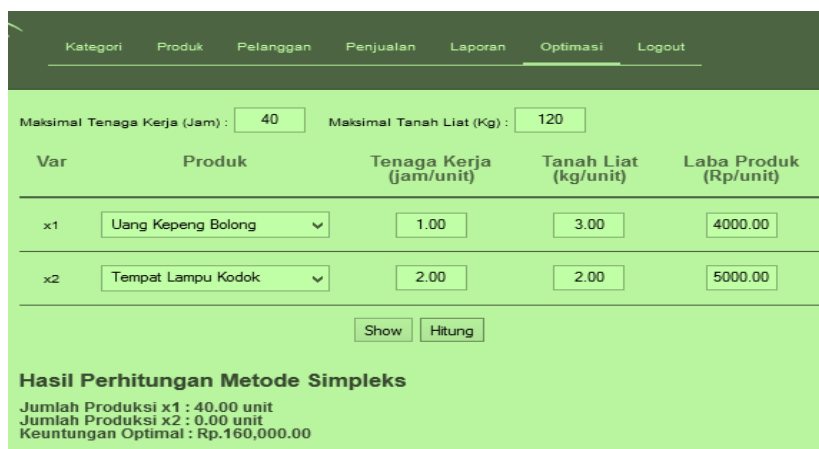 Kategori Produk Pelanggan Penjualan Laporan Optimasi Logout
Maksimal Tenaga Kerja (Jam) : 40 Maksimal Tanah Liat (Kg) : 120
Var Produk Tenaga Kerja (jam/unit) Tanah Liat (kg/unit) Laba Produk (Rp/unit)
x1 Uang Kepeng Bolong 1.00 3.00 4000.00
x2 Tempat Lampu Kodok 2.00 2.00 5000.00
Show Hitung
Hasil Perhitungan Metode Simpleks
Jumlah Produksi x1 : 40.00 unit
Jumlah Produksi x2 : 0.00 unit
Keuntungan Optimal : Rp.160,000.00